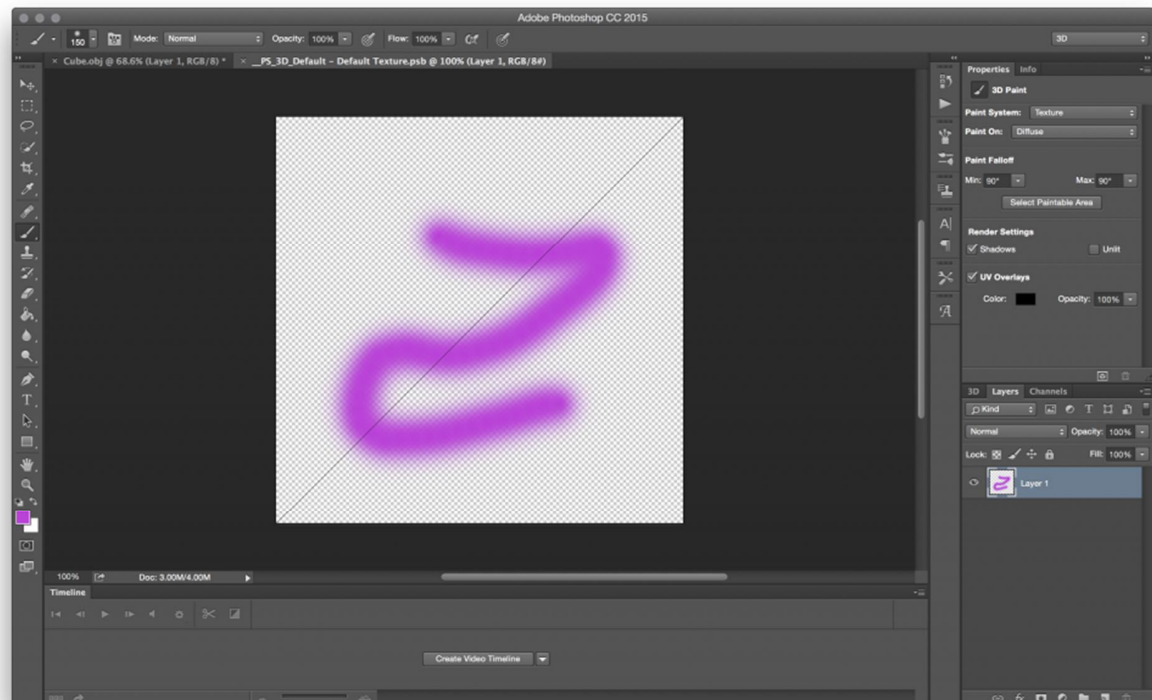 Adobe Photoshop CC 2015
150 Mode: Normal Opacity: 100% Flow: 100% 3D
× Cube.obj @ 68.6% (Layer 1, RGB/8) * × __PS_3D_Default – Default Texture.psb @ 100% (Layer 1, RGB/8#)
Properties Info
3D Paint
Paint System: Texture
Paint On: Diffuse
Paint Falloff
Min: 90° Max: 90°
Select Paintable Area
Render Settings
Shadows Unlit
UV Overlays
Color: Opacity: 100%
3D Layers Channels
Kind
Normal Opacity: 100%
Lock: Fill: 100%
Layer 1
100% Doc: 3.00M/4.00M
Timeline
Create Video Timeline